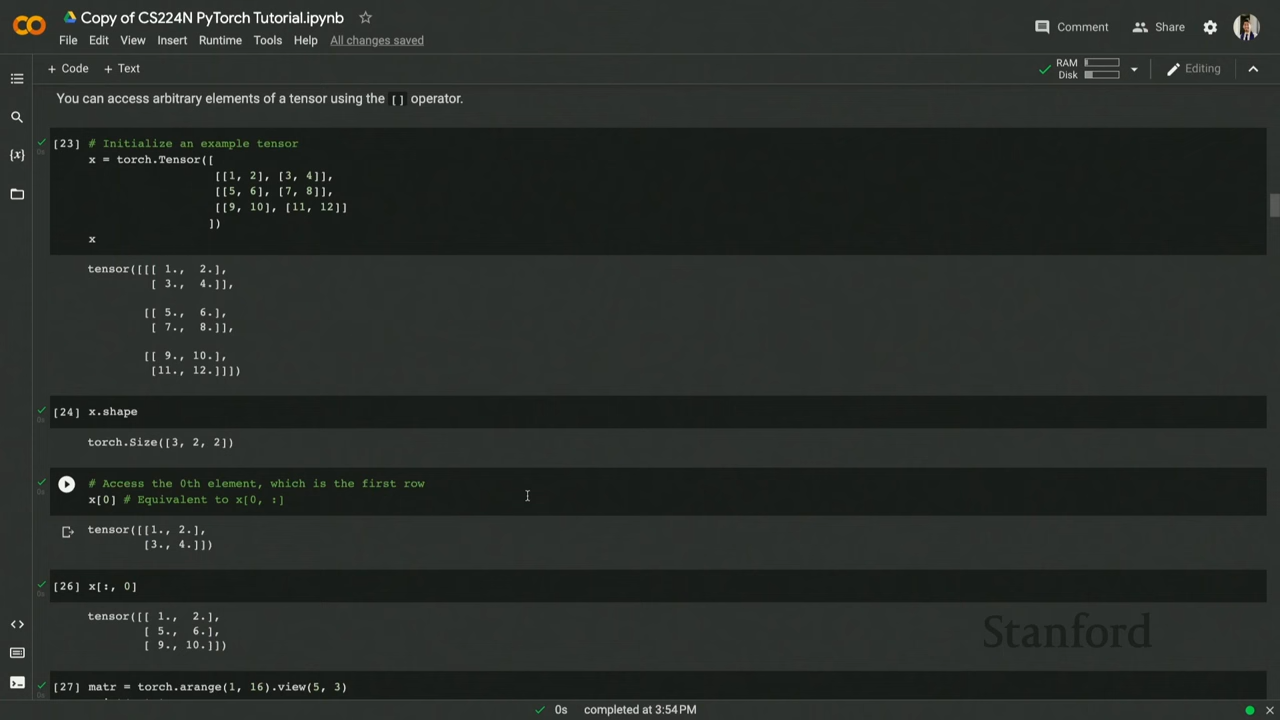 Copy of CS224N PyTorch Tutorial.ipynb
File Edit View Insert Runtime Tools Help All changes saved
Comment Share
+ Code + Text
RAM
Disk
Editing
You can access arbitrary elements of a tensor using the [] operator.
[23] # Initialize an example tensor
x = torch.Tensor([
[[1, 2], [3, 4]],
[[5, 6], [7, 8]],
[[9, 10], [11, 12]]
])
x
tensor([[[ 1., 2.],
[ 3., 4.]],
[[ 5., 6.],
[ 7., 8.]],
[[ 9., 10.],
[11., 12.]]])
[24] x.shape
torch.Size([3, 2, 2])
# Access the 0th element, which is the first row
x[0] # Equivalent to x[0, :]
tensor([[1., 2.],
[3., 4.]])
[26] x[:, 0]
tensor([[ 1., 2.],
[ 5., 6.],
[ 9., 10.]])
Stanford
[27] matr = torch.arange(1, 16).view(5, 3)
0s completed at 3:54 PM